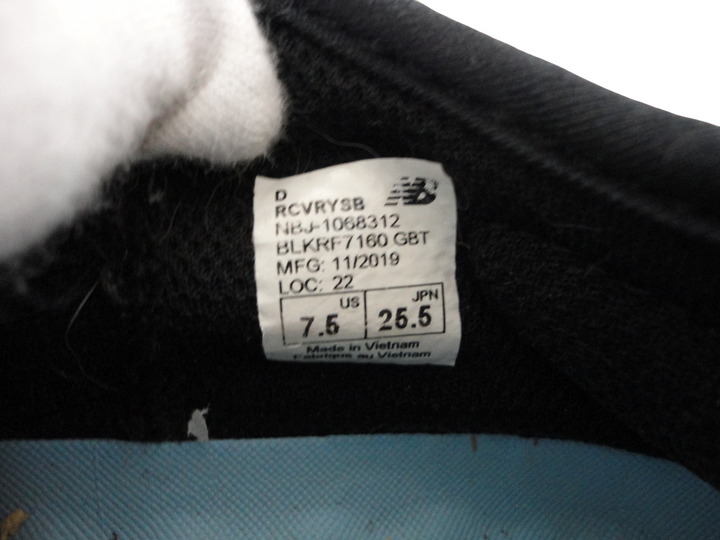 D
RCVRYSB
NBJ-1068312
BLKRF7160 GBT
MFG: 11/2019
LOC: 22
US JPN
7.5 25.5
Made in Vietnam
Fabriqué au Vietnam
NB